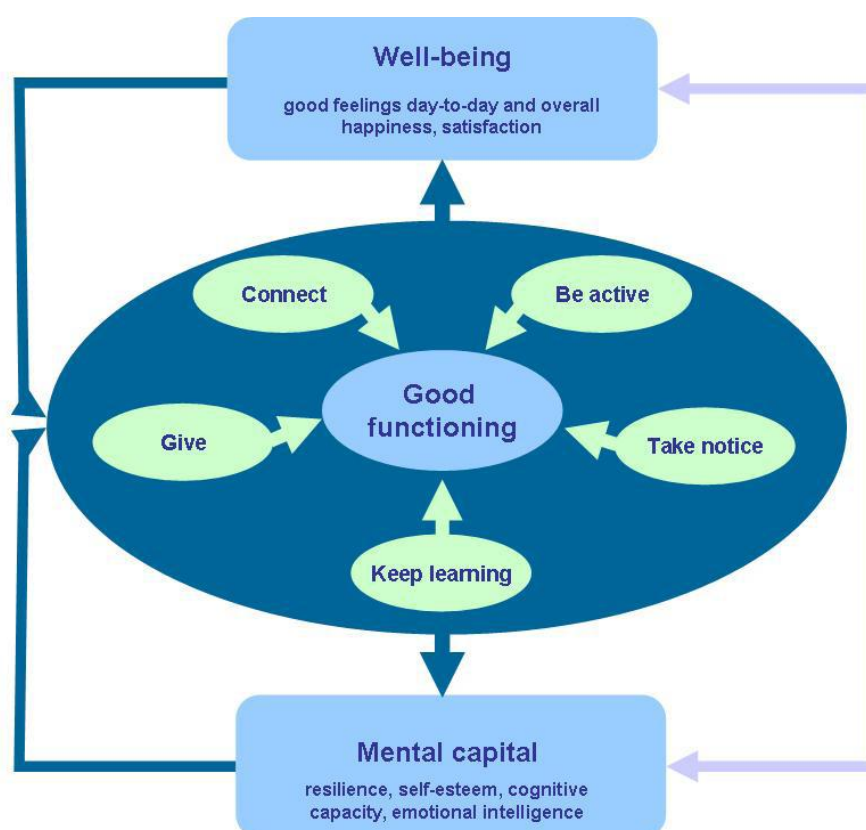 Well-being
good feelings day-to-day and overall
happiness, satisfaction
Connect
Be active
Good
functioning
Give
Take notice
Keep learning
Mental capital
resilience, self-esteem, cognitive
capacity, emotional intelligence